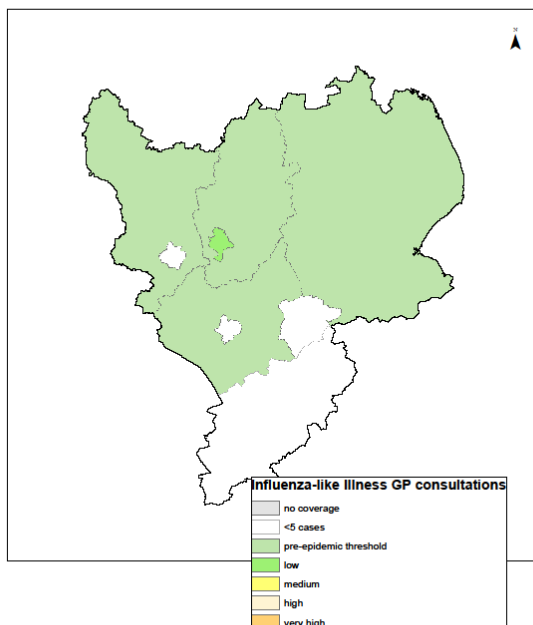 Influenza-like Illness GP consultations
no coverage
<5 cases
pre-epidemic threshold
low
medium
high
very high